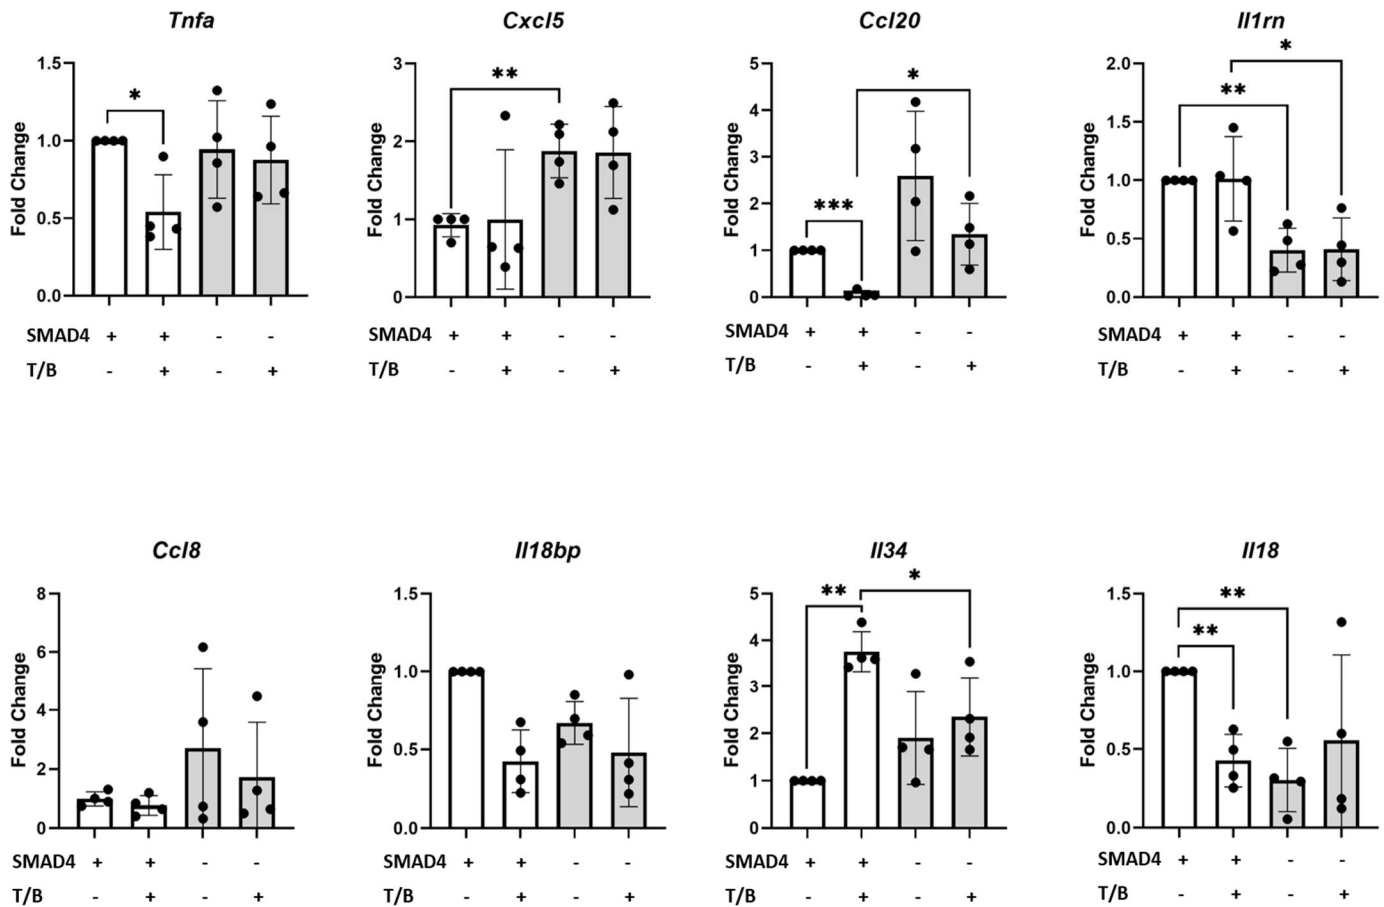 Tnfa
Cxcl5
Ccl20
Il1rn
Fold Change
1.5
1.0
0.5
0.0
*
SMAD4 + + - -
T/B - + - +
Fold Change
3
2
1
0
**
SMAD4 + + - -
T/B - + - +
Fold Change
5
4
3
2
1
0
***
*
SMAD4 + + - -
T/B - + - +
Fold Change
2.0
1.5
1.0
0.5
0.0
**
*
SMAD4 + + - -
T/B - + - +
Ccl8
Il18bp
Il34
Il18
Fold Change
8
6
4
2
0
SMAD4 + + - -
T/B - + - +
Fold Change
1.5
1.0
0.5
0.0
SMAD4 + + - -
T/B - + - +
Fold Change
5
4
3
2
1
0
**
*
SMAD4 + + - -
T/B - + - +
Fold Change
1.5
1.0
0.5
0.0
**
**
SMAD4 + + - -
T/B - + - +